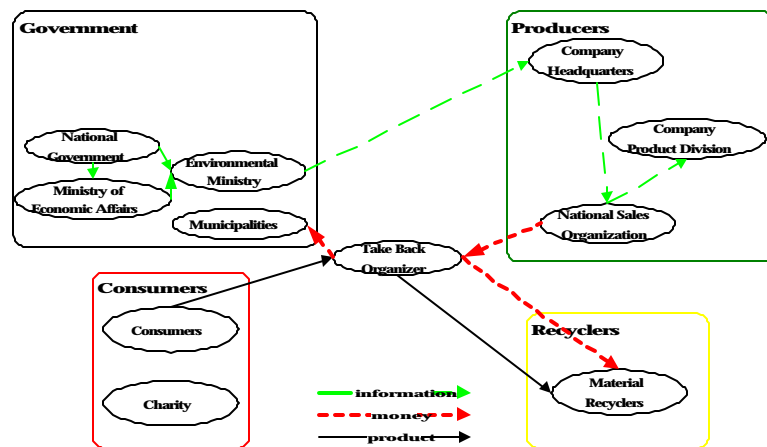 Government
National
Government
Environmental
Ministry
Ministry of
Economic Affairs
Municipalities
Producers
Company
Headquarters
Company
Product Division
National Sales
Organization
Take Back
Organizer
Consumers
Consumers
Charity
Recyclers
Material
Recyclers
information
money
product